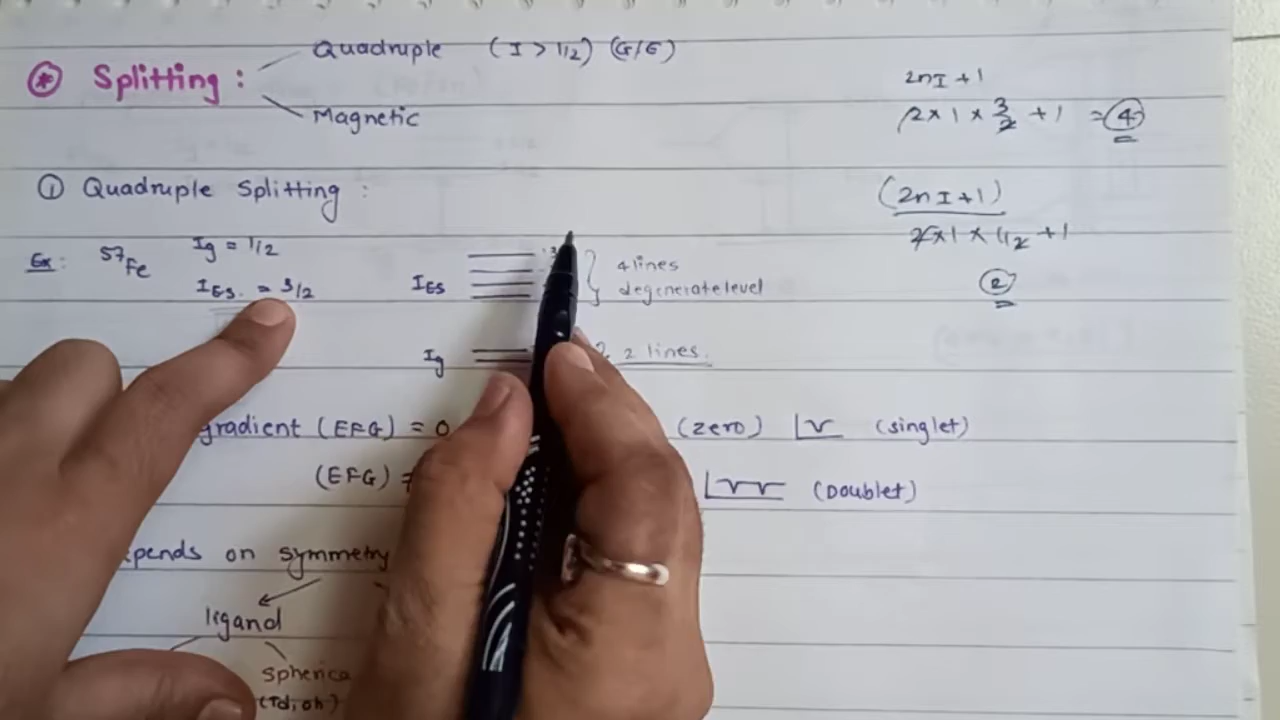 Quadruple (I > 1/2) (G/E)
* Splitting :
Magnetic
2nI + 1
2 x 1 x 3/2 + 1 = 4
① Quadruple Splitting :
(2nI + 1)
2 x 1 x 1/2 + 1
2
Ex: 57Fe Ig = 1/2
IES. = 3/2
IES
4 lines
degenerate level
Ig
2 lines.
gradient (EFG) = 0 (zero) (singlet)
(EFG) ≠ (Doublet)
on symmetry
ligand
(Td, oh)